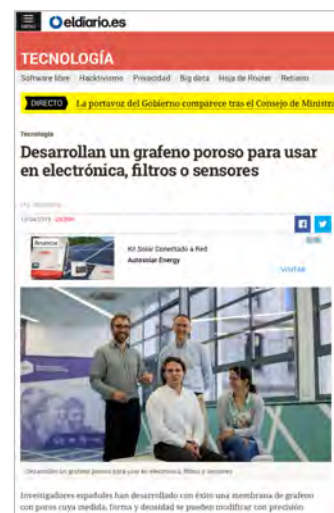 MENU
eldiario.es
TECNOLOGÍA
Software libre Hacktivismo Privacidad Big data Hoja de Router Retiario
DIRECTO La portavoz del Gobierno comparece tras el Consejo de Ministr
Tecnología
Desarrollan un grafeno poroso para usar
en electrónica, filtros o sensores
Anuncio
Kit Solar Conectado a Red
Autosolar Energy
VISITAR
Desarrollan un grafeno poroso para usar en electrónica, filtros o sensores
Investigadores españoles han desarrollado con éxito una membrana de grafeno
con poros cuya medida, forma y densidad se pueden modificar con precisión